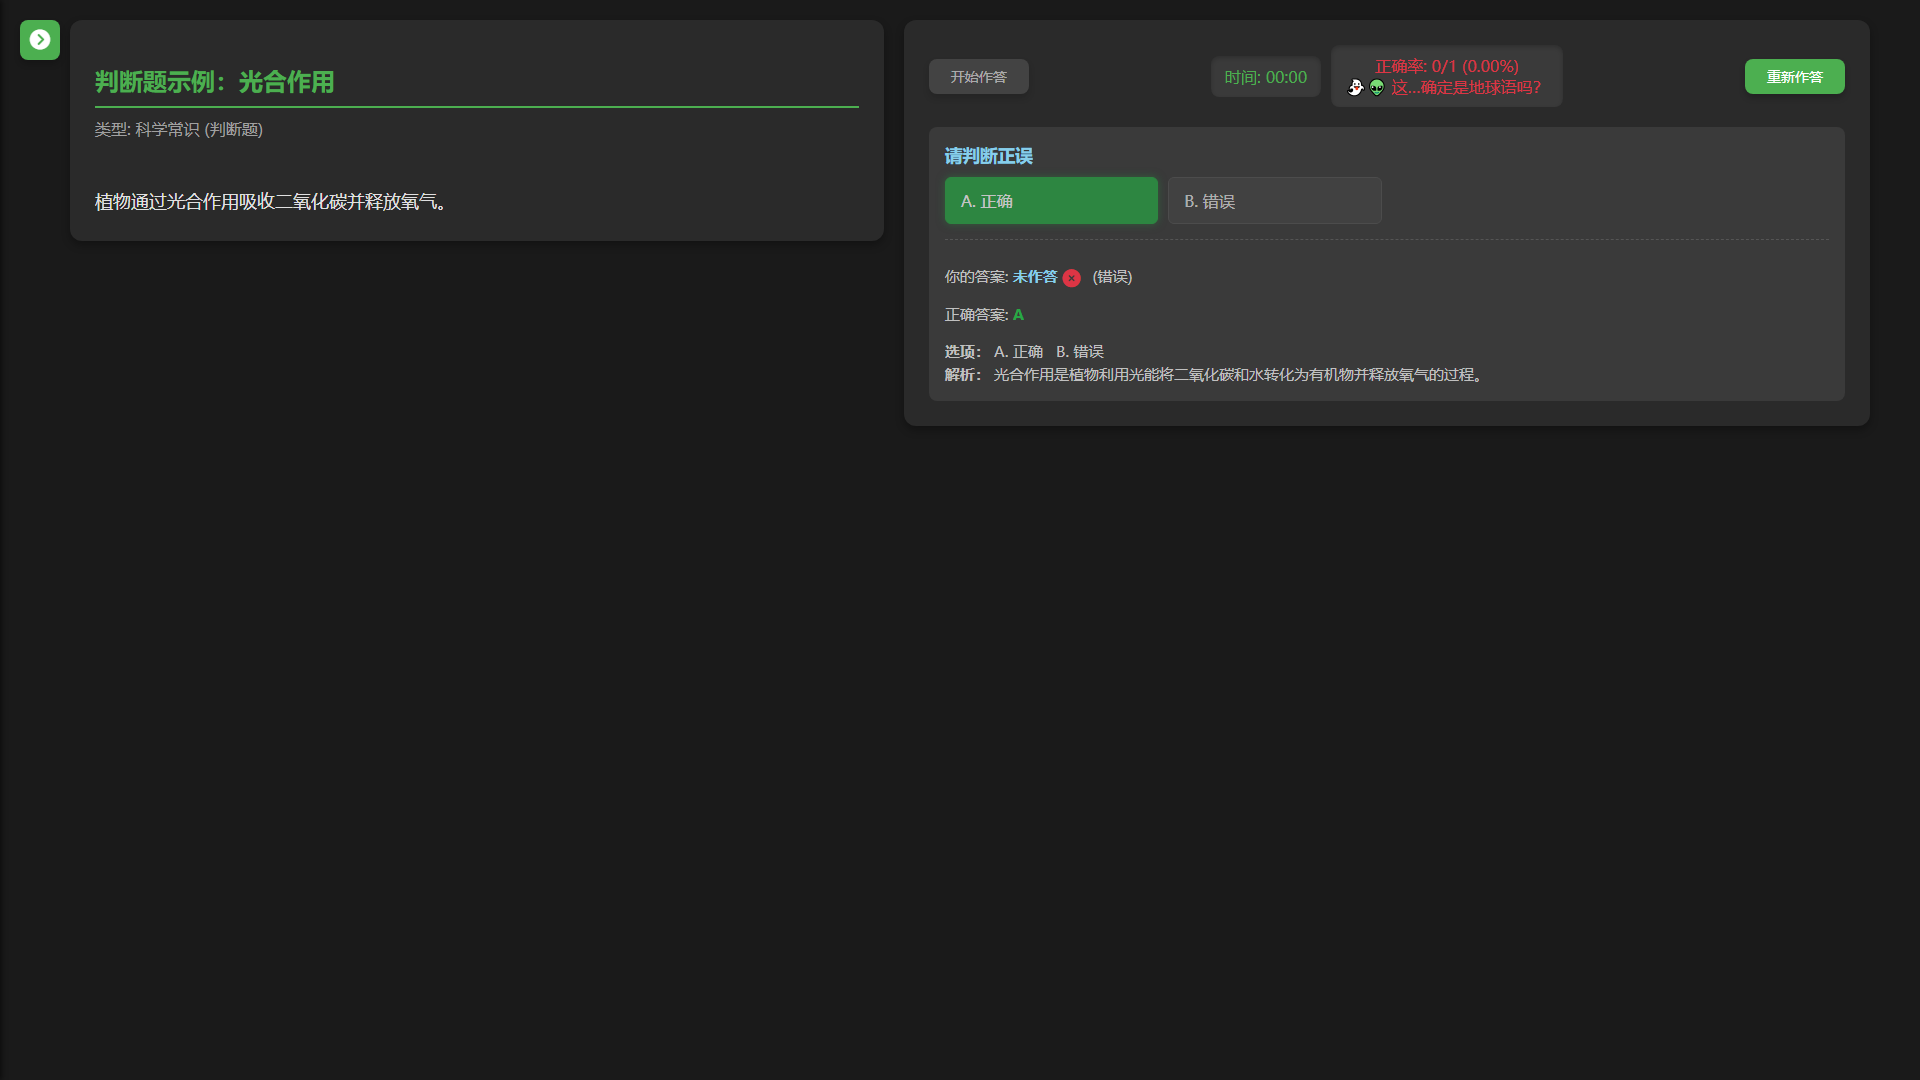 判断题示例：光合作用
类型: 科学常识 (判断题)
植物通过光合作用吸收二氧化碳并释放氧气。
开始作答
时间: 00:00
正确率: 0/1 (0.00%)
👻👽 这...确定是地球语吗?
重新作答
请判断正误
A. 正确
B. 错误
你的答案: 未作答 (错误)
正确答案: A
选项： A. 正确 B. 错误
解析： 光合作用是植物利用光能将二氧化碳和水转化为有机物并释放氧气的过程。